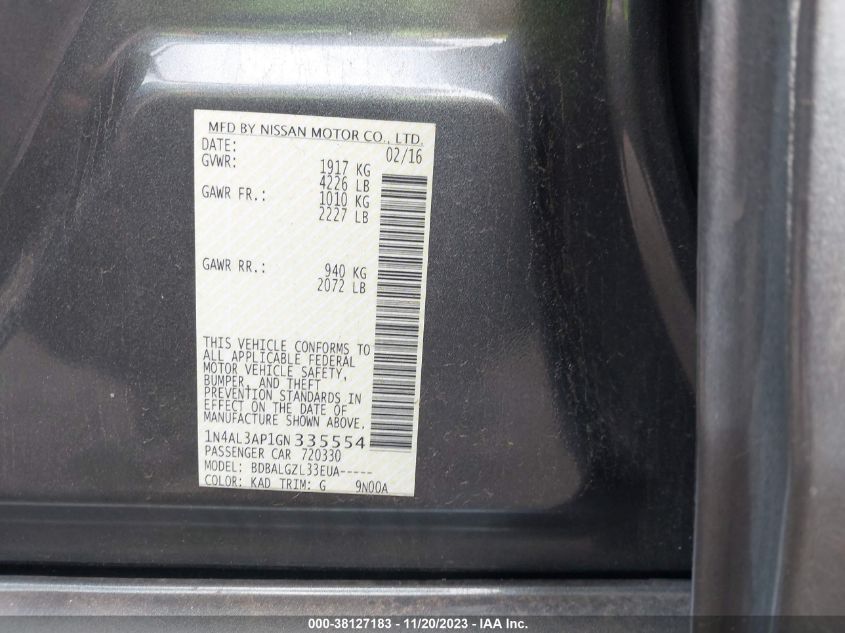 MFD BY NISSAN MOTOR CO., LTD.
DATE: 02/16
GVWR: 1917 KG
4226 LB
GAWR FR.: 1010 KG
2227 LB
GAWR RR.: 940 KG
2072 LB
THIS VEHICLE CONFORMS TO
ALL APPLICABLE FEDERAL
MOTOR VEHICLE SAFETY,
BUMPER, AND THEFT
PREVENTION STANDARDS IN
EFFECT ON THE DATE OF
MANUFACTURE SHOWN ABOVE.
1N4AL3AP1GN335554
PASSENGER CAR 720330
MODEL: BDBALGZL33EUA-----
COLOR: KAD TRIM: G 9N00A
000-38127183 - 11/20/2023 - IAA Inc.